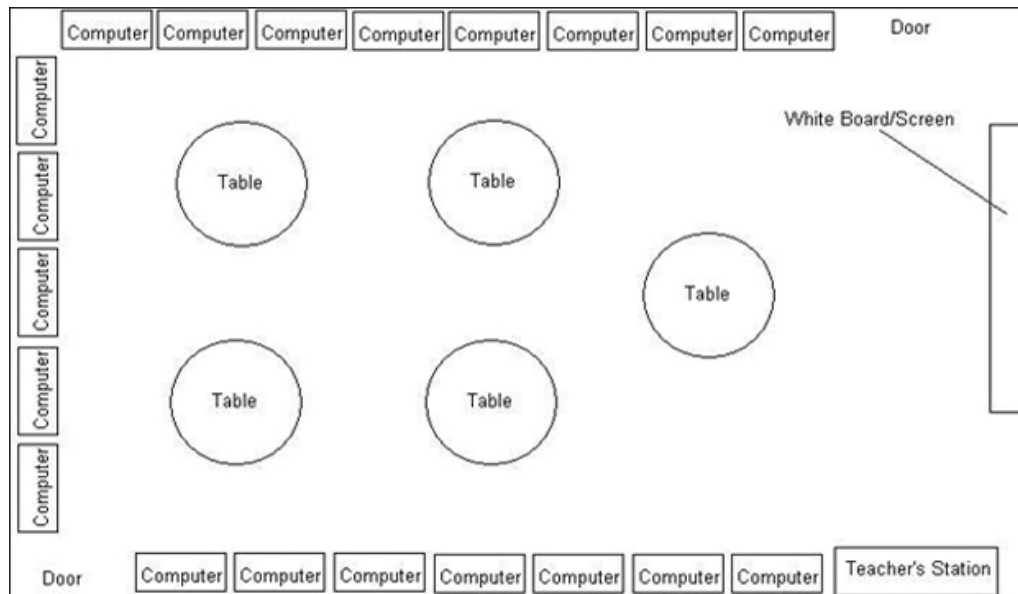 Computer Computer Computer Computer Computer Computer Computer Computer Door
Computer
Computer
Computer
Computer
Computer
White Board/Screen
Table Table
Table
Table Table
Door Computer Computer Computer Computer Computer Computer Computer Teacher's Station